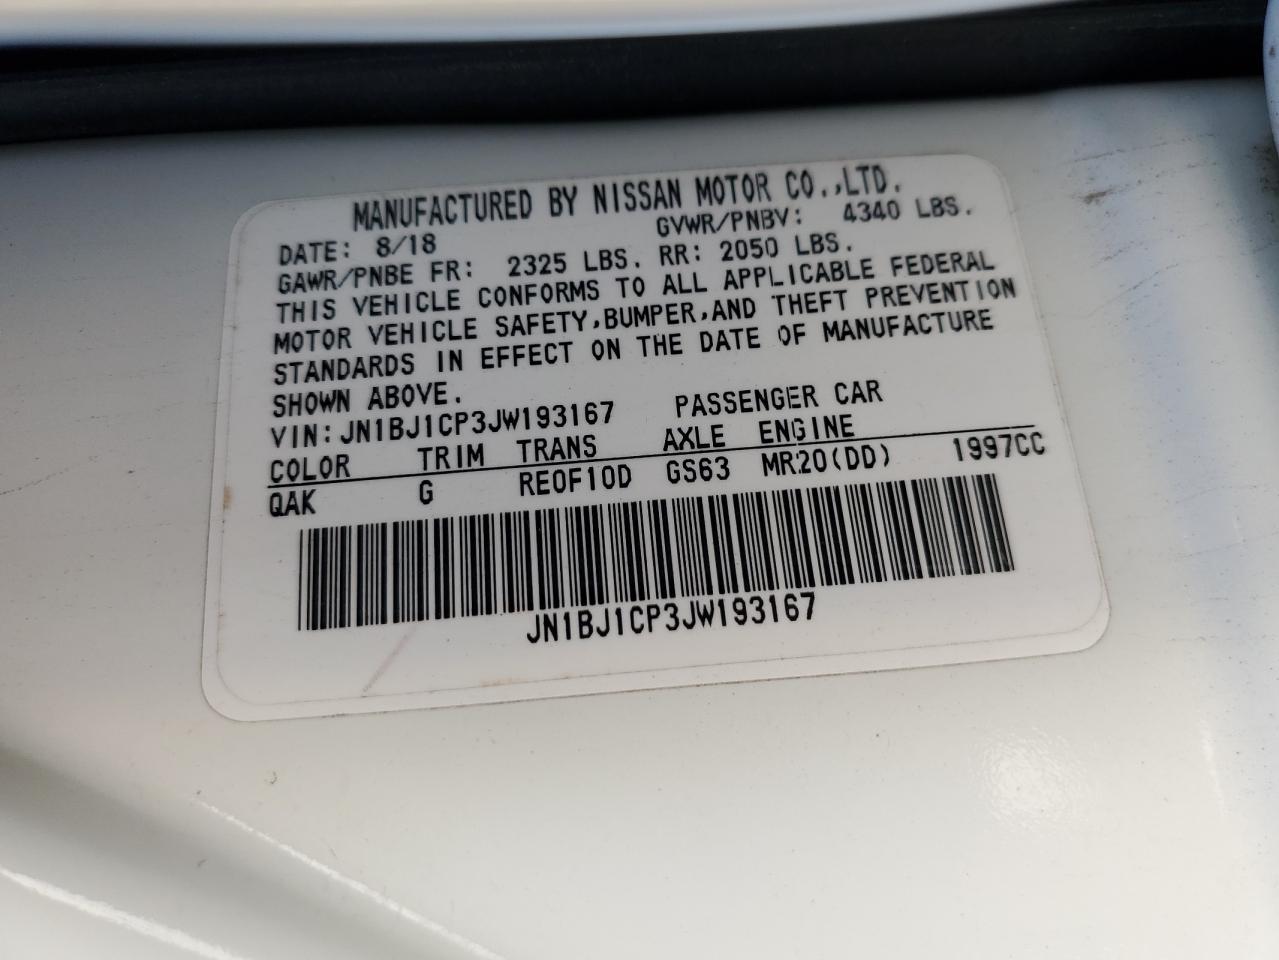 MANUFACTURED BY NISSAN MOTOR CO.,LTD.
DATE: 8/18 GVWR/PNBV: 4340 LBS.
GAWR/PNBE FR: 2325 LBS. RR: 2050 LBS.
THIS VEHICLE CONFORMS TO ALL APPLICABLE FEDERAL
MOTOR VEHICLE SAFETY,BUMPER,AND THEFT PREVENTION
STANDARDS IN EFFECT ON THE DATE OF MANUFACTURE
SHOWN ABOVE.
VIN:JN1BJ1CP3JW193167 PASSENGER CAR
COLOR TRIM TRANS AXLE ENGINE
QAK G RE0F10D GS63 MR20(DD) 1997CC
JN1BJ1CP3JW193167